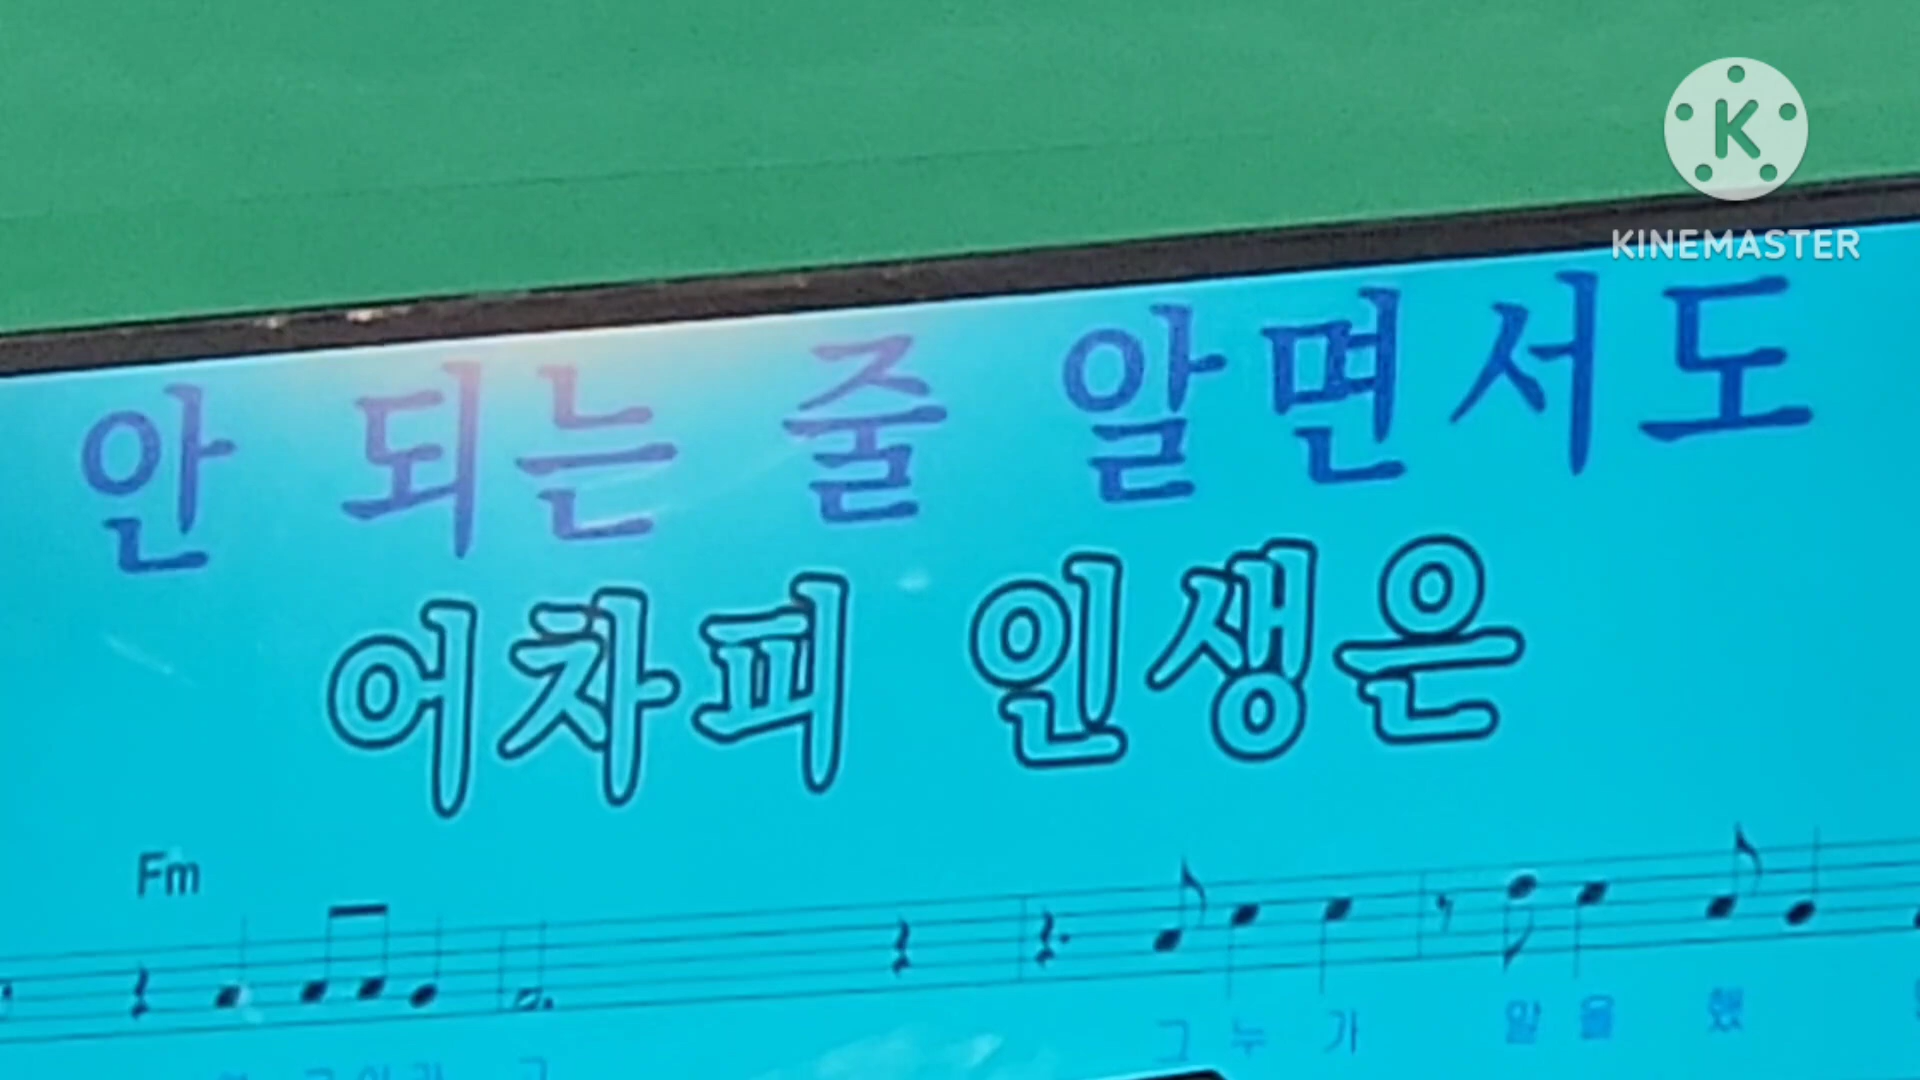 K
KINEMASTER
안 되는 줄 알면서도
어차피 인생은
Fm
그 누 가 말 을 했